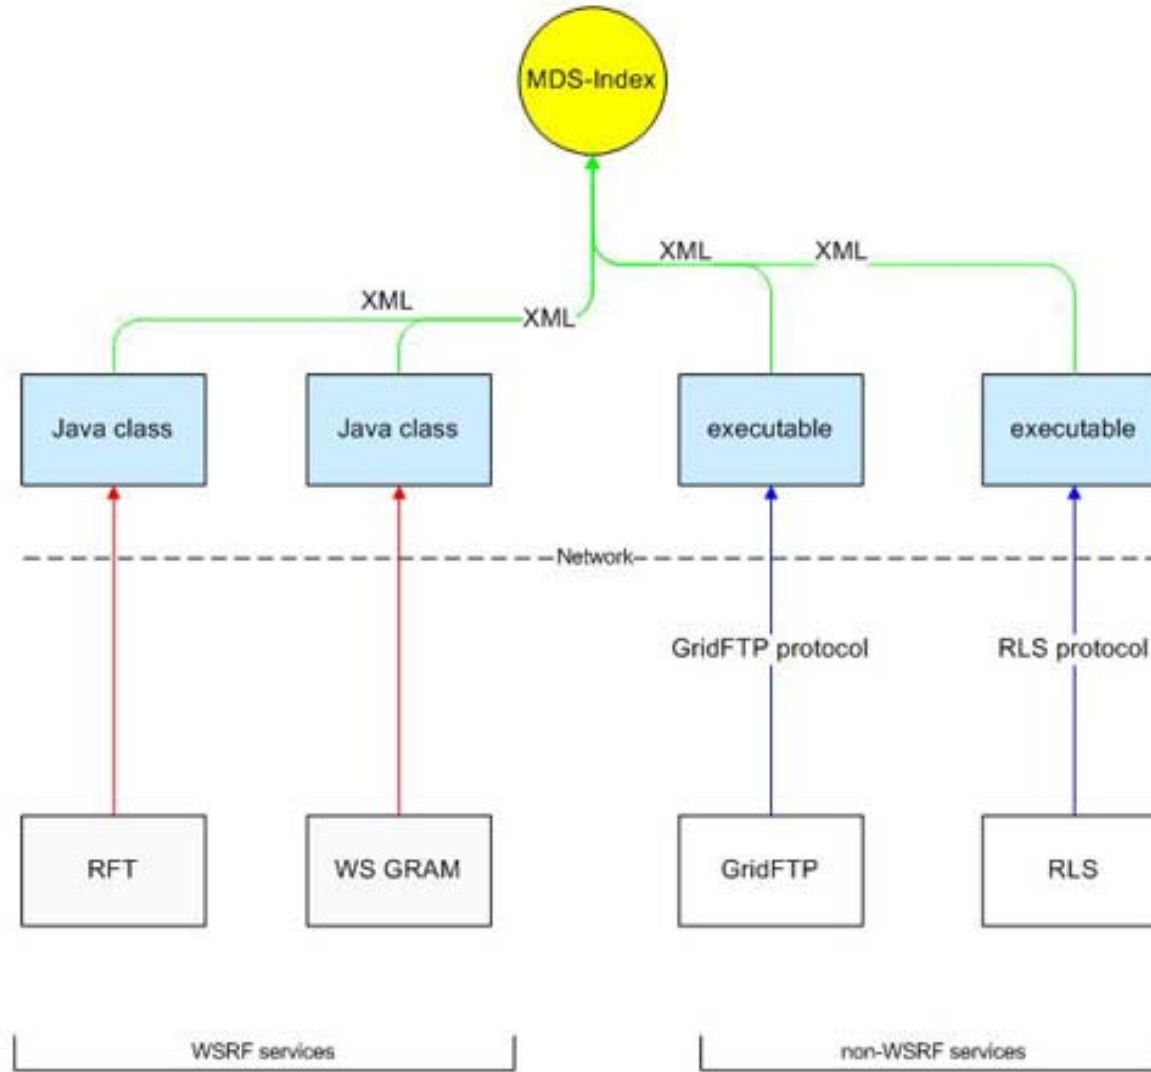 MDS-Index
XML
XML
XML
XML
Java class
Java class
executable
executable
Network
GridFTP protocol
RLS protocol
RFT
WS GRAM
GridFTP
RLS
WSRF services
non-WSRF services